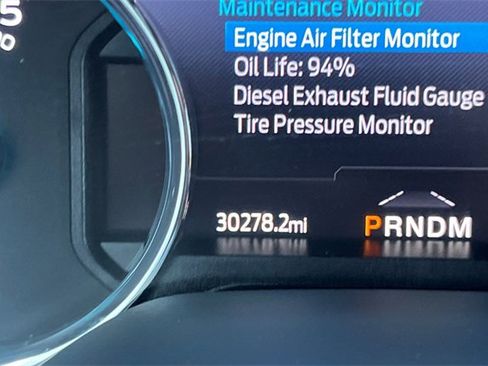 Maintenance Monitor
Engine Air Filter Monitor
Oil Life: 94%
Diesel Exhaust Fluid Gauge
Tire Pressure Monitor
30278.2mi
PRNDM